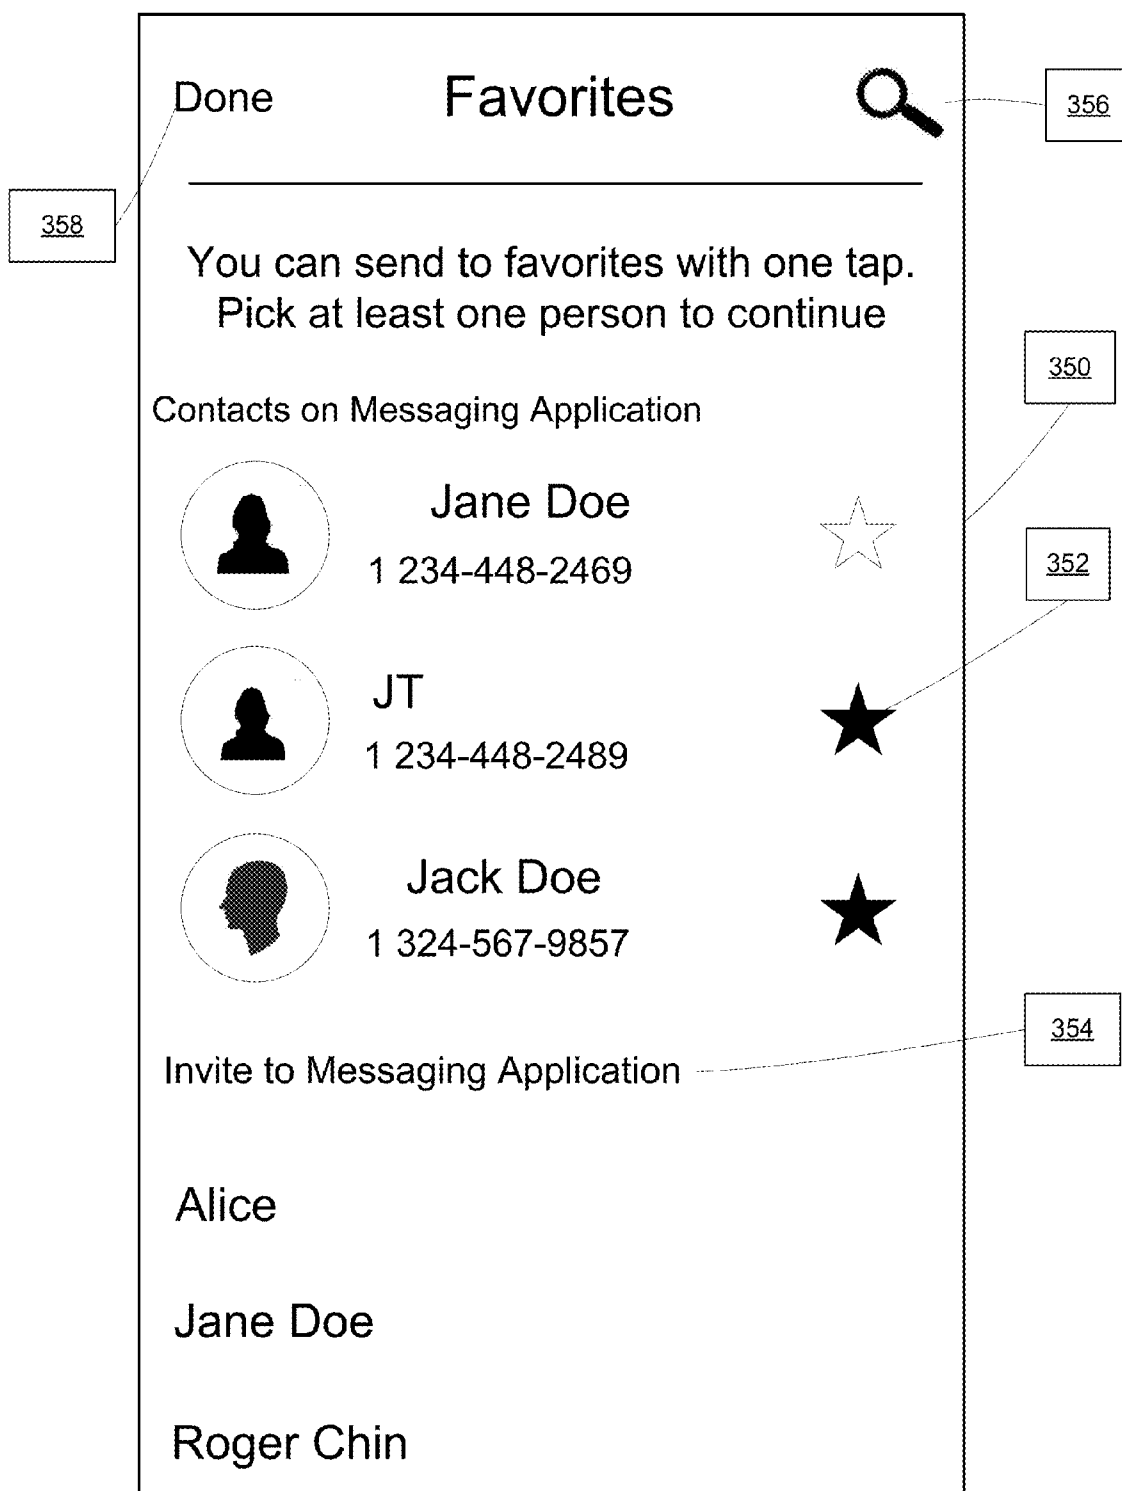 Done Favorites
356
358
You can send to favorites with one tap.
Pick at least one person to continue
350
Contacts on Messaging Application
Jane Doe
1 234-448-2469
352
JT
1 234-448-2489
Jack Doe
1 324-567-9857
354
Invite to Messaging Application
Alice
Jane Doe
Roger Chin